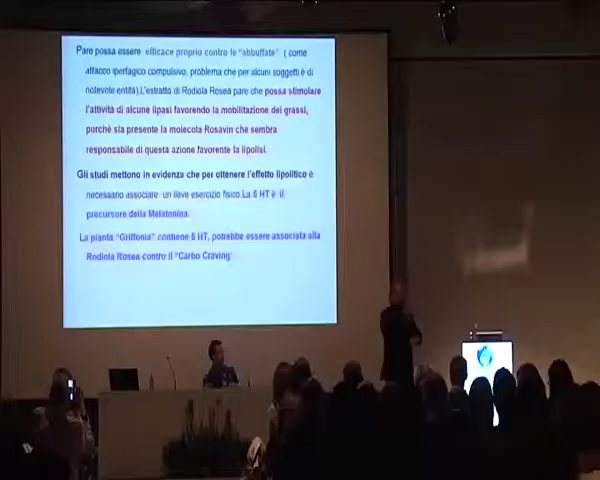 Pare possa essere efficace proprio contro le "abbuffate" ( come
attacco iperfagico compulsivo, problema che per alcuni soggetti è di
notevole entità).L'estratto di Rodiola Rosea pare che possa stimolare
l'attività di alcune lipasi favorendo la mobilitazione dei grassi,
purchè sia presente la molecola Rosavin che sembra
responsabile di questa azione favorente la lipolisi.
Gli studi mettono in evidenza che per ottenere l'effetto lipolitico è
necessario associare un lieve esercizio fisico.La 5 HT è il
precursore della Melatonina.
La pianta "Griffonia" contiene 5 HT, potrebbe essere associata alla
Rodiola Rosea contro il "Carbo Craving"